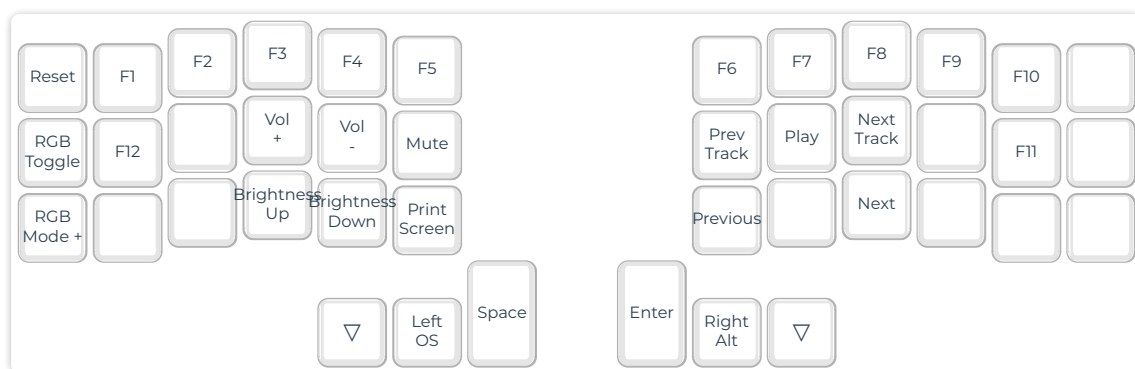 Reset
F1
F2
F3
F4
F5
F6
F7
F8
F9
F10
RGB
Toggle
F12
Vol
+
Vol
-
Mute
Prev
Track
Play
Next
Track
F11
RGB
Mode +
Brightness
Up
Brightness
Down
Print
Screen
Previous
Next
▽
Left
OS
Space
Enter
Right
Alt
▽